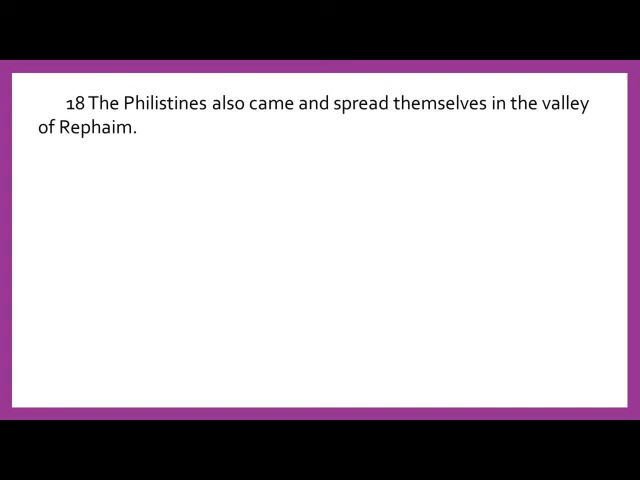 18 The Philistines also came and spread themselves in the valley
of Rephaim.